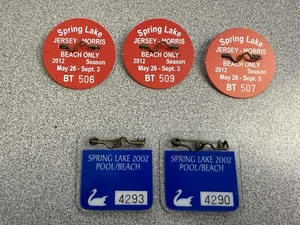 Spring Lake
JERSEY-MORRIS
BEACH ONLY
2012 Season
May 26 - Sept. 3
BT 506
Spring Lake
JERSEY-MORRIS
BEACH ONLY
2012 Season
May 26 - Sept. 3
BT 509
Spring Lake
JERSEY-MORRIS
BEACH ONLY
2012 Season
May 26 - Sept. 3
BT 507
SPRING LAKE 2002
POOL/BEACH
4293
SPRING LAKE 2002
POOL/BEACH
4290